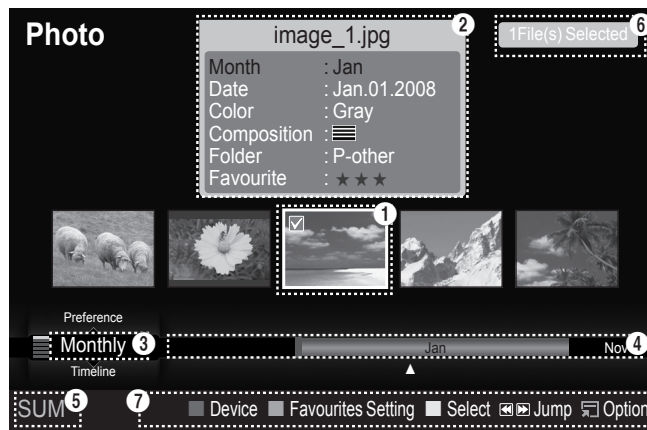 Photo
image_1.jpg
Month : Jan
Date : Jan.01.2008
Color : Gray
Composition :
Folder : P-other
Favourite : ★ ★ ★
2
1File(s) Selected
6
1
Preference
Monthly
3
Timeline
Jan
Nov
4
SUM
5
7
Device
Favourites Setting
Select
Jump
Option